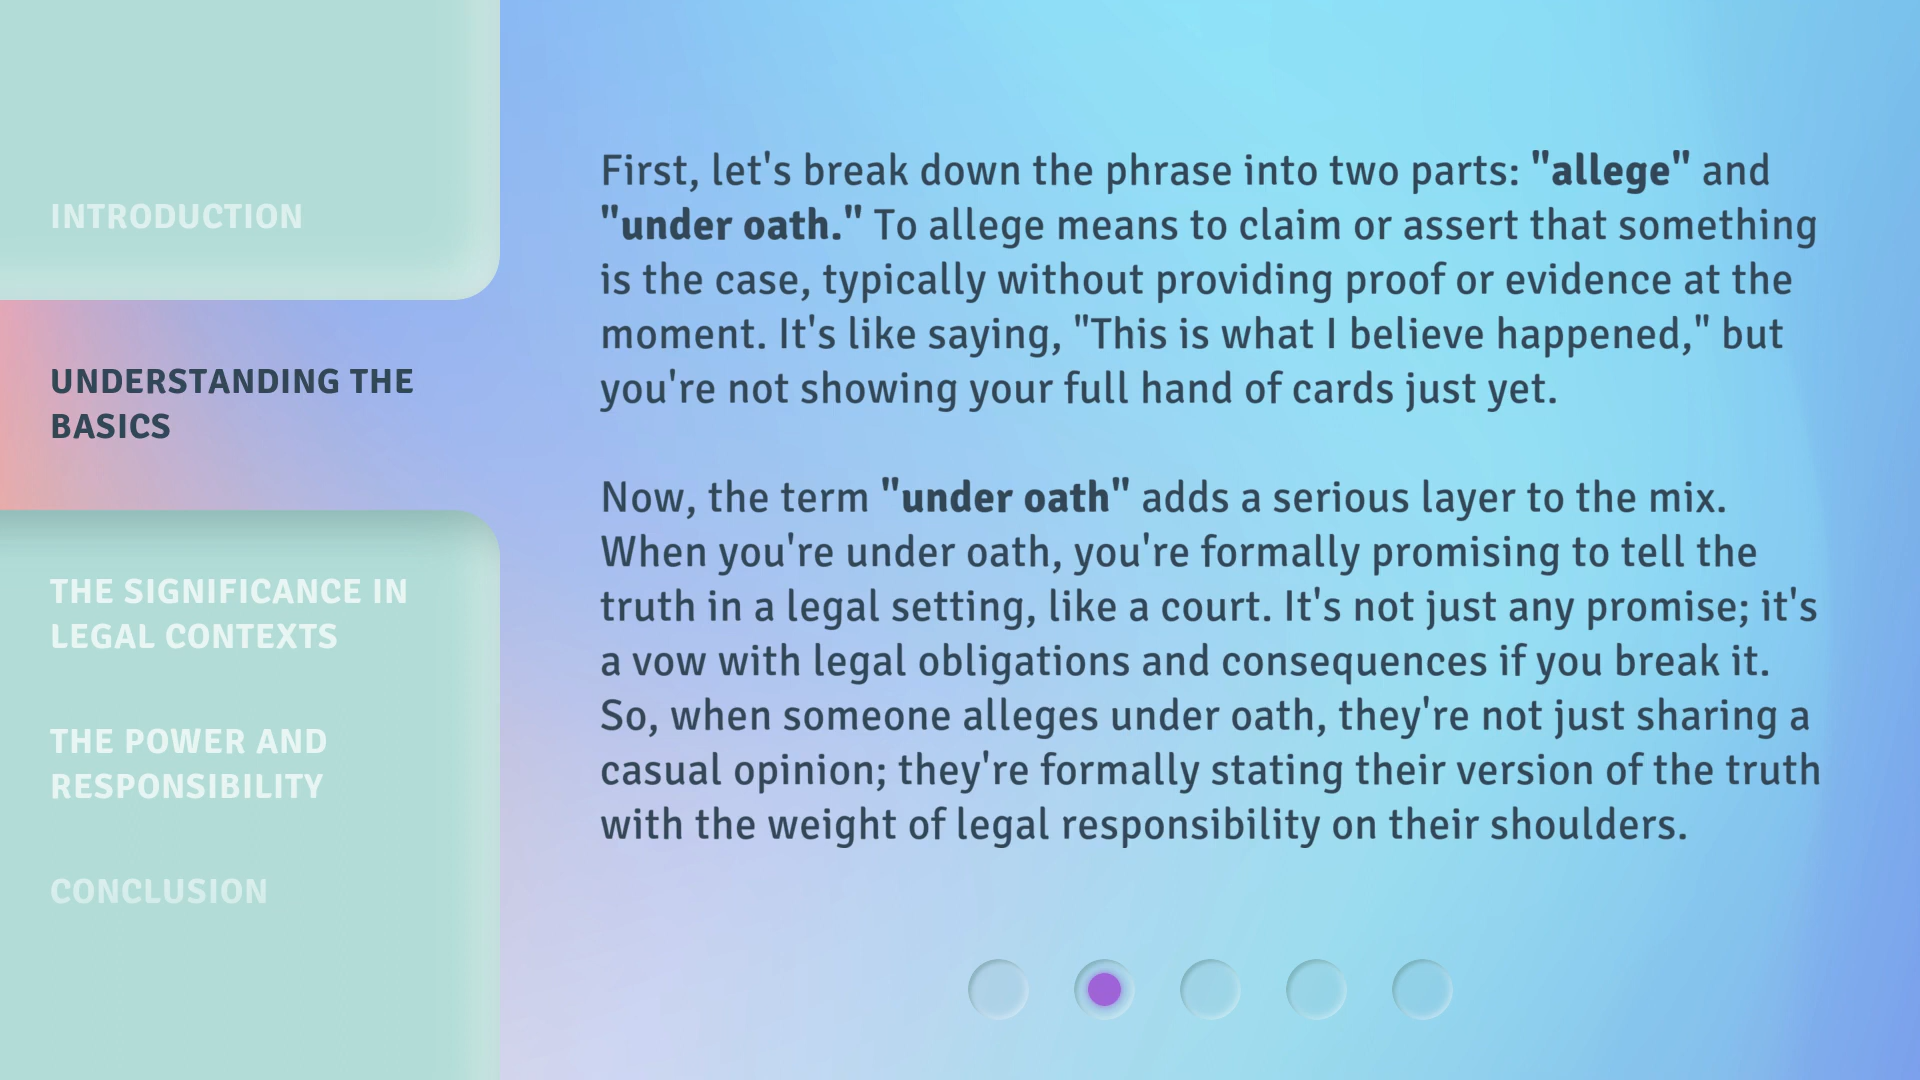 INTRODUCTION
UNDERSTANDING THE
BASICS
THE SIGNIFICANCE IN
LEGAL CONTEXTS
THE POWER AND
RESPONSIBILITY
CONCLUSION
First, let's break down the phrase into two parts: "allege" and
"under oath." To allege means to claim or assert that something
is the case, typically without providing proof or evidence at the
moment. It's like saying, "This is what I believe happened," but
you're not showing your full hand of cards just yet.
Now, the term "under oath" adds a serious layer to the mix.
When you're under oath, you're formally promising to tell the
truth in a legal setting, like a court. It's not just any promise; it's
a vow with legal obligations and consequences if you break it.
So, when someone alleges under oath, they're not just sharing a
casual opinion; they're formally stating their version of the truth
with the weight of legal responsibility on their shoulders.